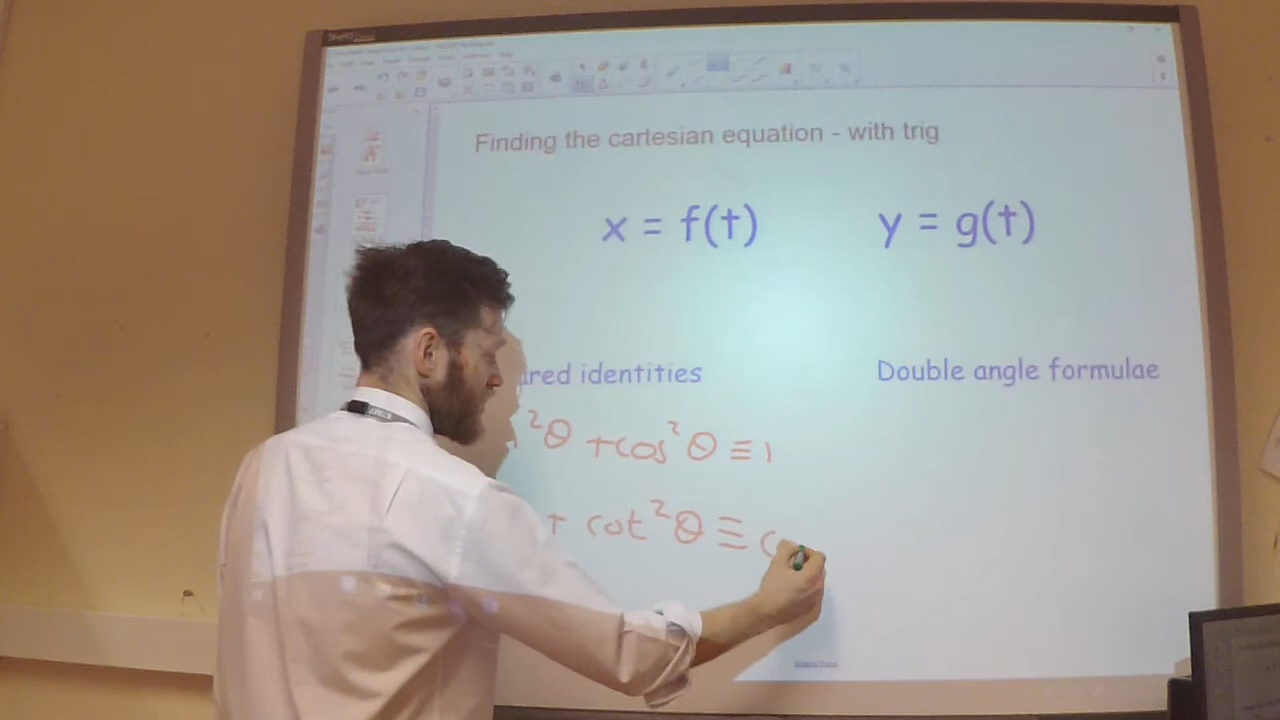 Finding the cartesian equation - with trig
x = f(t) y = g(t)
ared identities Double angle formulae
²θ + cos²θ ≡ 1
+ cot²θ ≡ c